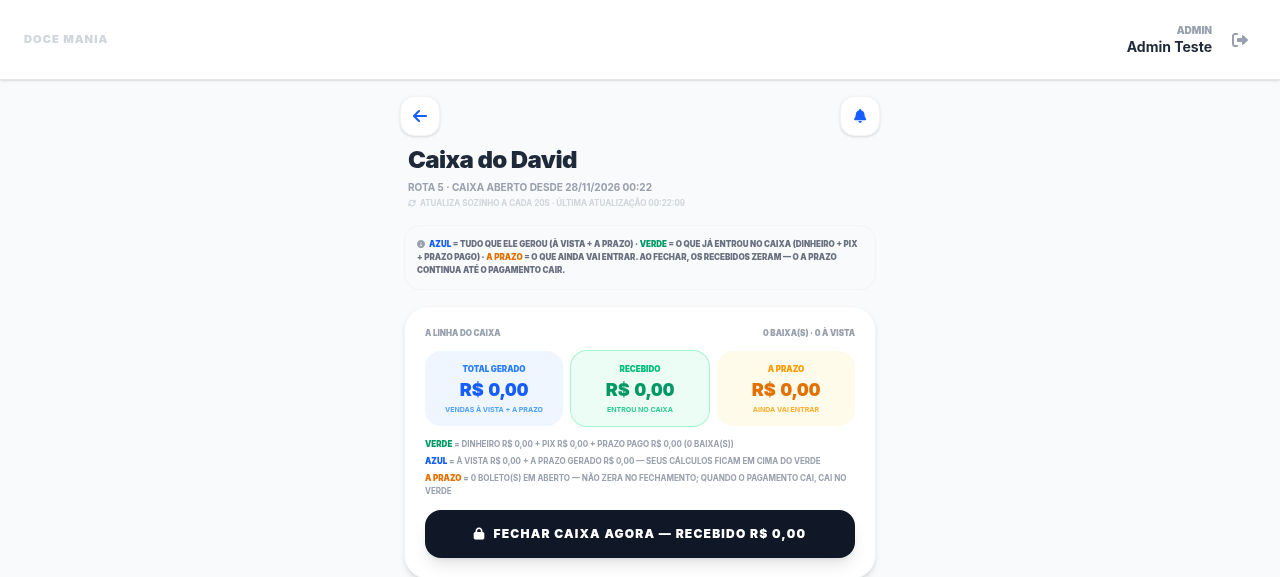 DOCE MANIA
ADMIN
Admin Teste
Caixa do David
ROTA 5 · CAIXA ABERTO DESDE 28/11/2026 00:22
ATUALIZA SOZINHO A CADA 20S · ÚLTIMA ATUALIZAÇÃO 00:22:09
AZUL = TUDO QUE ELE GEROU (À VISTA + A PRAZO) · VERDE = O QUE JÁ ENTROU NO CAIXA (DINHEIRO + PIX
+ PRAZO PAGO) · A PRAZO = O QUE AINDA VAI ENTRAR. AO FECHAR, OS RECEBIDOS ZERAM — O A PRAZO
CONTINUA ATÉ O PAGAMENTO CAIR.
A LINHA DO CAIXA
0 BAIXA(S) · 0 À VISTA
TOTAL GERADO
R$ 0,00
VENDAS À VISTA + A PRAZO
RECEBIDO
R$ 0,00
ENTROU NO CAIXA
A PRAZO
R$ 0,00
AINDA VAI ENTRAR
VERDE = DINHEIRO R$ 0,00 + PIX R$ 0,00 + PRAZO PAGO R$ 0,00 (0 BAIXA(S))
AZUL = À VISTA R$ 0,00 + A PRAZO GERADO R$ 0,00 — SEUS CÁLCULOS FICAM EM CIMA DO VERDE
A PRAZO = 0 BOLETO(S) EM ABERTO — NÃO ZERA NO FECHAMENTO; QUANDO O PAGAMENTO CAI, CAI NO
VERDE
FECHAR CAIXA AGORA — RECEBIDO R$ 0,00